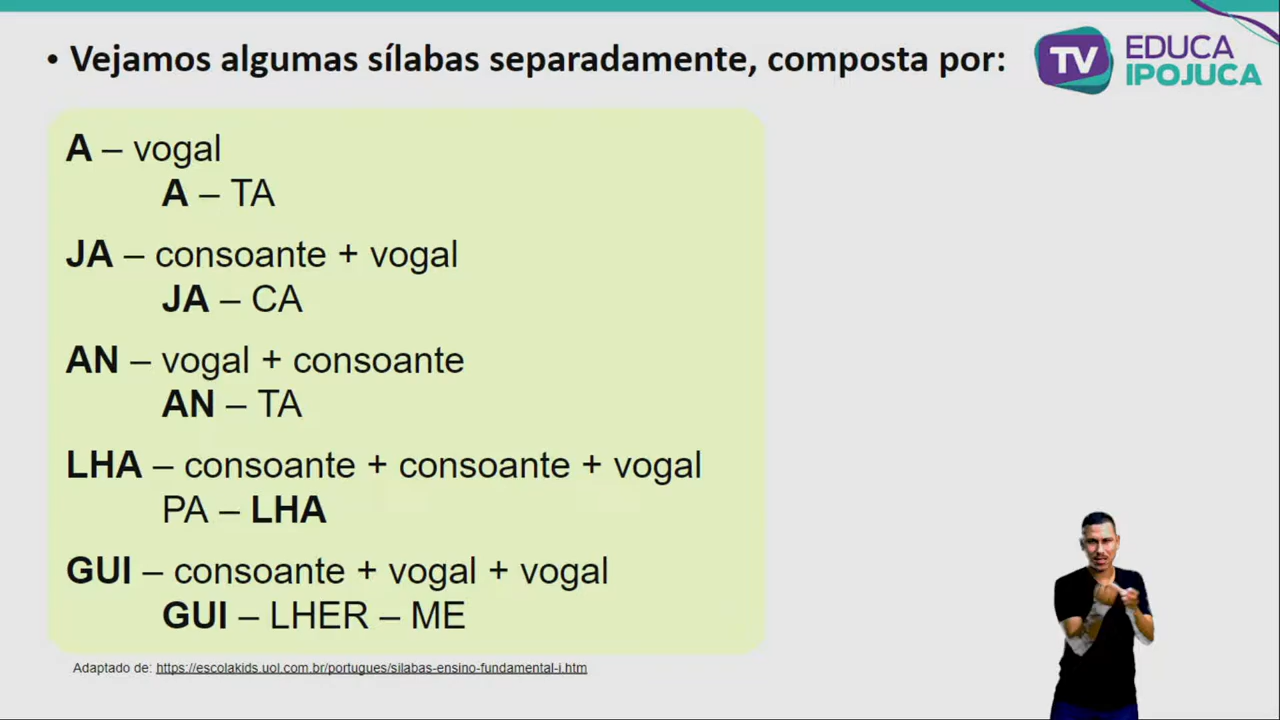 • Vejamos algumas sílabas separadamente, composta por:
TV EDUCA
IPOJUCA
A – vogal
A – TA
JA – consoante + vogal
JA – CA
AN – vogal + consoante
AN – TA
LHA – consoante + consoante + vogal
PA – LHA
GUI – consoante + vogal + vogal
GUI – LHER – ME
Adaptado de: https://escolakids.uol.com.br/portugues/silabas-ensino-fundamental-i.htm